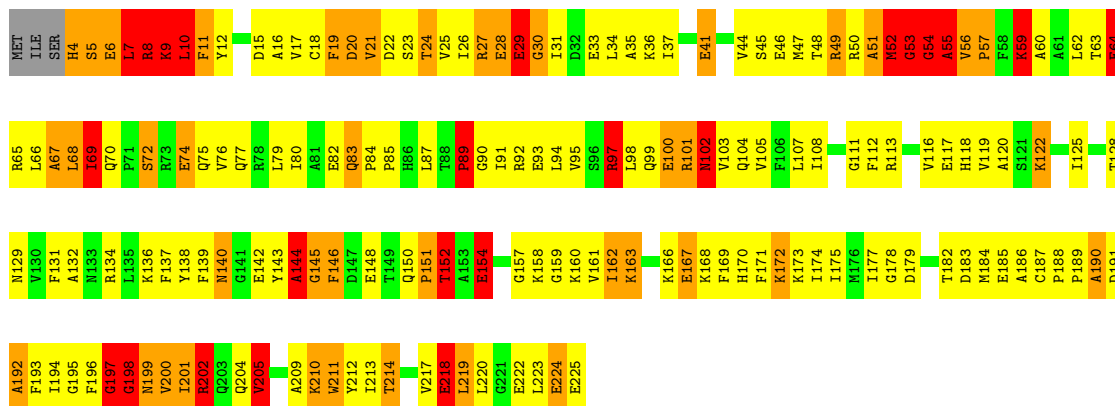 MET ILE SER H4 S5 E6 L7 R8 K9 L10 F11 Y12 D15 A16 V17 C18 F19 D20 V21 D22 S23 T24 V25 I26 R27 E28 E29 G30 I31 D32 E33 L34 A35 K36 I37 E41 V44 S45 E46 M47 T48 R49 R50 A51 M52 G53 G54 A55 V56 P57 F58 K59 A60 A61 L62 T63
R65 L66 A67 L68 I69 Q70 P71 S72 R73 E74 Q75 V76 Q77 R78 L79 I80 A81 E82 Q83 P84 P85 H86 L87 T88 P89 G90 I91 R92 E93 L94 V95 S96 R97 L98 Q99 E100 R101 N102 V103 Q104 V105 F106 L107 I108 G111 F112 R113 V116 E117 H118 V119 A120 S121 K122 I125
N129 V130 F131 A132 N133 R134 L135 K136 F137 Y138 F139 N140 G141 E142 Y143 A144 G145 F146 D147 E148 T149 Q150 P151 T152 A153 E154 G157 K158 G159 K160 V161 I162 K163 K166 E167 K168 F169 H170 F171 K172 K173 I174 I175 M176 I177 G178 D179 T182 D183 M184 E185 A186 C187 P188 P189 A190
A192 F193 I194 G195 F196 G197 G198 N199 V200 I201 R202 Q203 Q204 V205 A209 K210 W211 Y212 I213 T214 V217 E218 L219 L220 G221 E222 L223 E224 E225